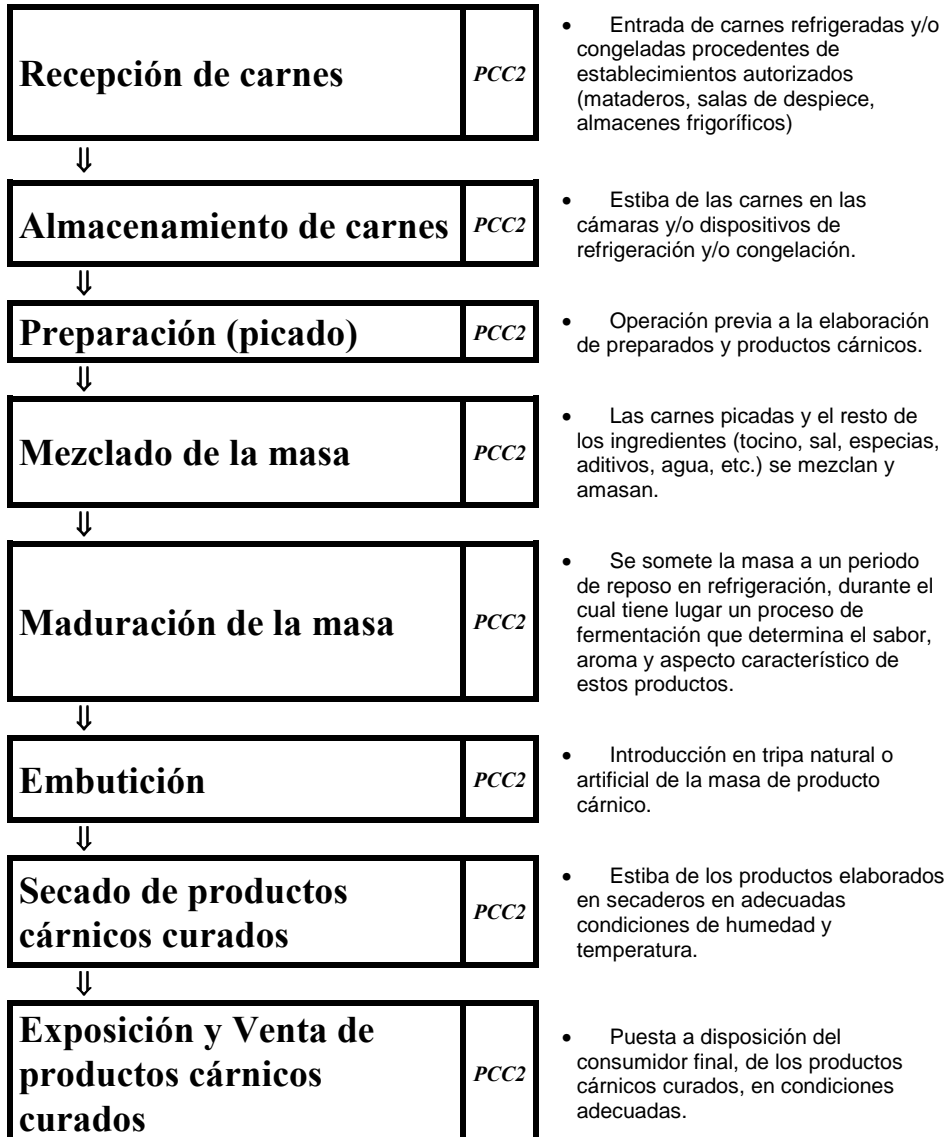 Recepción de carnes
PCC2
• Entrada de carnes refrigeradas y/o
congeladas procedentes de
establecimientos autorizados
(mataderos, salas de despiece,
almacenes frigoríficos)
⇓
Almacenamiento de carnes
PCC2
• Estiba de las carnes en las
cámaras y/o dispositivos de
refrigeración y/o congelación.
⇓
Preparación (picado)
PCC2
• Operación previa a la elaboración
de preparados y productos cárnicos.
⇓
Mezclado de la masa
PCC2
• Las carnes picadas y el resto de
los ingredientes (tocino, sal, especias,
aditivos, agua, etc.) se mezclan y
amasan.
⇓
Maduración de la masa
PCC2
• Se somete la masa a un periodo
de reposo en refrigeración, durante el
cual tiene lugar un proceso de
fermentación que determina el sabor,
aroma y aspecto característico de
estos productos.
⇓
Embutición
PCC2
• Introducción en tripa natural o
artificial de la masa de producto
cárnico.
⇓
Secado de productos
cárnicos curados
PCC2
• Estiba de los productos elaborados
en secaderos en adecuadas
condiciones de humedad y
temperatura.
⇓
Exposición y Venta de
productos cárnicos
curados
PCC2
• Puesta a disposición del
consumidor final, de los productos
cárnicos curados, en condiciones
adecuadas.